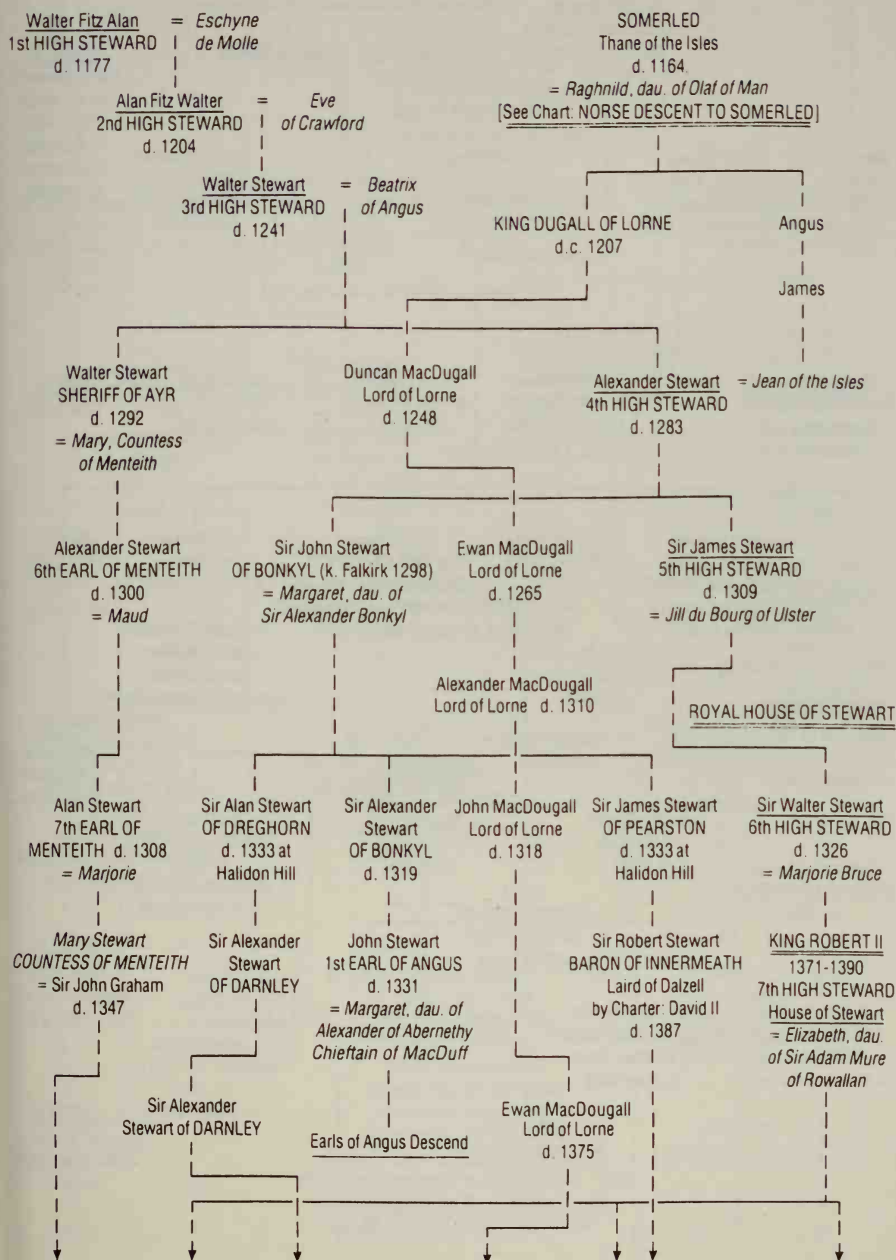 Walter Fitz Alan = Eschyne
1st HIGH STEWARD de Molle
d. 1177
SOMERLED
Thane of the Isles
d. 1164
= Raghnild, dau. of Olaf of Man
[See Chart: NORSE DESCENT TO SOMERLED]
Alan Fitz Walter = Eve
2nd HIGH STEWARD of Crawford
d. 1204
Walter Stewart = Beatrix
3rd HIGH STEWARD of Angus
d. 1241
KING DUGALL OF LORNE
d.c. 1207
Angus
James
Walter Stewart
SHERIFF OF AYR
d. 1292
= Mary, Countess
of Menteith
Duncan MacDugall
Lord of Lorne
d. 1248
Alexander Stewart = Jean of the Isles
4th HIGH STEWARD
d. 1283
Alexander Stewart
6th EARL OF MENTEITH
d. 1300
= Maud
Sir John Stewart
OF BONKYL (k. Falkirk 1298)
= Margaret, dau. of
Sir Alexander Bonkyl
Ewan MacDugall
Lord of Lorne
d. 1265
Sir James Stewart
5th HIGH STEWARD
d. 1309
= Jill du Bourg of Ulster
Alexander MacDougall
Lord of Lorne d. 1310
ROYAL HOUSE OF STEWART
Alan Stewart
7th EARL OF
MENTEITH d. 1308
= Marjorie
Sir Alan Stewart
OF DREGHORN
d. 1333 at
Halidon Hill
Sir Alexander
Stewart
OF BONKYL
d. 1319
John MacDougall
Lord of Lorne
d. 1318
Sir James Stewart
OF PEARSTON
d. 1333 at
Halidon Hill
Sir Walter Stewart
6th HIGH STEWARD
d. 1326
= Marjorie Bruce
Mary Stewart
COUNTESS OF MENTEITH
= Sir John Graham
d. 1347
Sir Alexander
Stewart
OF DARNLEY
John Stewart
1st EARL OF ANGUS
d. 1331
= Margaret, dau. of
Alexander of Abernethy
Chieftain of MacDuff
Sir Robert Stewart
BARON OF INNERMEATH
Laird of Dalzell
by Charter: David II
d. 1387
KING ROBERT II
1371-1390
7th HIGH STEWARD
House of Stewart
= Elizabeth, dau.
of Sir Adam Mure
of Rowallan
Sir Alexander
Stewart of DARNLEY
Earls of Angus Descend
Ewan MacDougall
Lord of Lorne
d. 1375